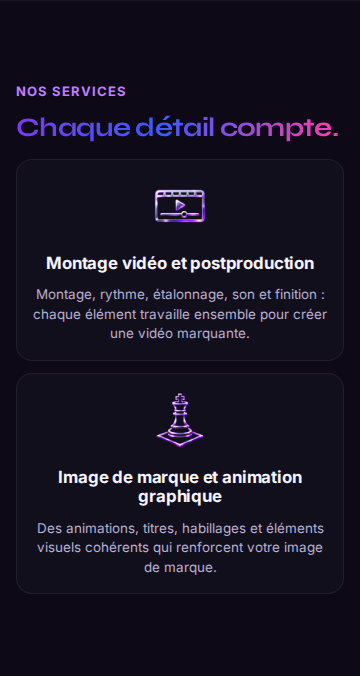 NOS SERVICES
Chaque détail compte.
Montage vidéo et postproduction
Montage, rythme, étalonnage, son et finition :
chaque élément travaille ensemble pour créer
une vidéo marquante.
Image de marque et animation
graphique
Des animations, titres, habillages et éléments
visuels cohérents qui renforcent votre image
de marque.